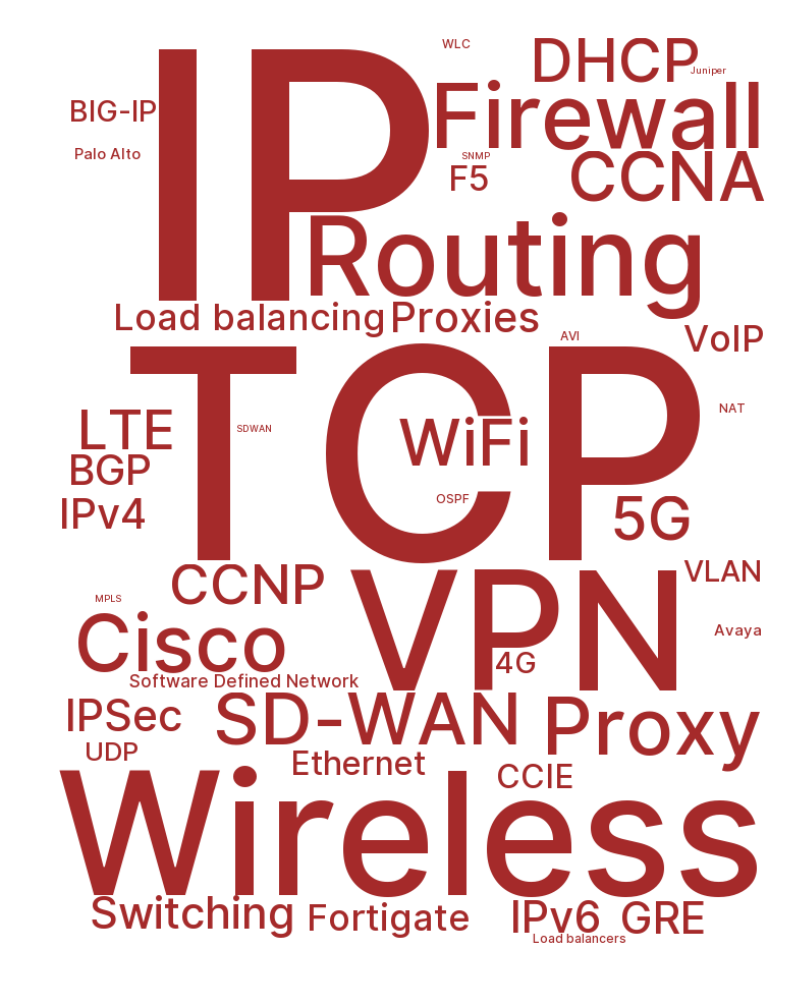 WLC
DHCP
Juniper
IP
BIG-IP
Firewall
Palo Alto
SNMP
F5
CCNA
Routing
Load balancing
Proxies
AVI
VoIP
TCP
NAT
LTE
SDWAN
WiFi
BGP
OSPF
IPv4
5G
CCNP
VPN
VLAN
MPLS
Cisco
Avaya
4G
Software Defined Network
IPSec
SD-WAN
Proxy
UDP
Ethernet
CCIE
Wireless
Switching
Fortigate
IPv6
GRE
Load balancers